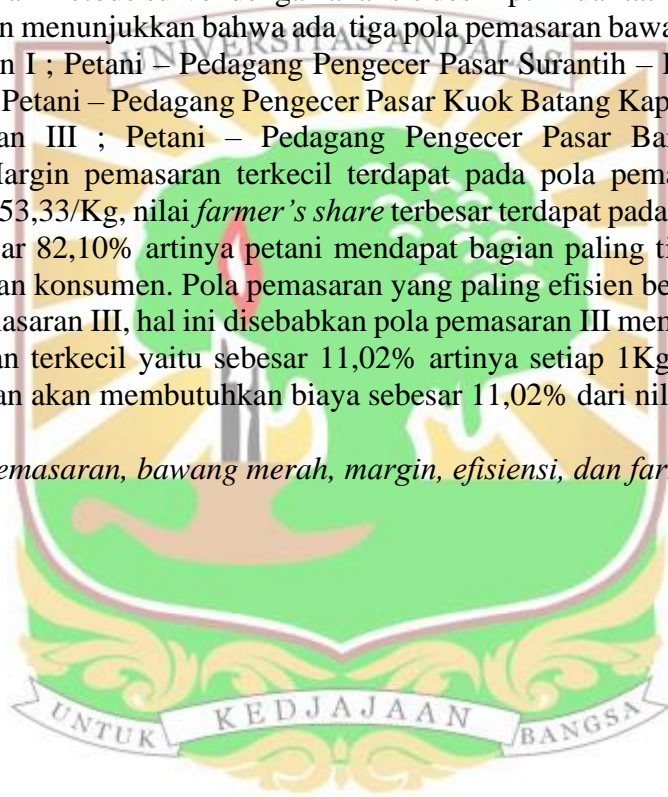 n menunjukkan bahwa ada tiga pola pemasaran bawa
UNIVERSITAS ANDALAS
n I ; Petani – Pedagang Pengecer Pasar Surantih –
Petani – Pedagang Pengecer Pasar Kuok Batang Kap
an III ; Petani – Pedagang Pengecer Pasar Ba
Margin pemasaran terkecil terdapat pada pola pema
53,33/Kg, nilai farmer’s share terbesar terdapat pada
ar 82,10% artinya petani mendapat bagian paling ti
an konsumen. Pola pemasaran yang paling efisien be
asaran III, hal ini disebabkan pola pemasaran III men
n terkecil yaitu sebesar 11,02% artinya setiap 1Kg
an akan membutuhkan biaya sebesar 11,02% dari nil
emasaran, bawang merah, margin, efisiensi, dan far
UNTUK KEDJAJAAN BANGSA